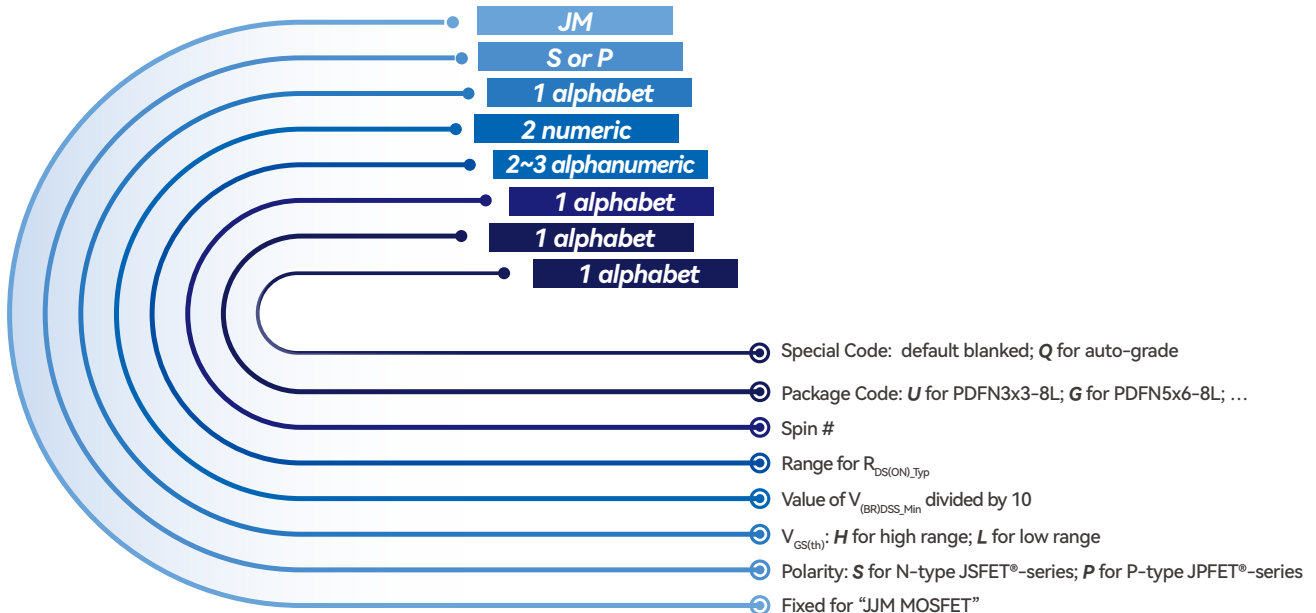 JM
S or P
1 alphabet
2 numeric
2~3 alphanumeric
1 alphabet
1 alphabet
1 alphabet
Special Code: default blanked; Q for auto-grade
Package Code: U for PDFN3x3-8L; G for PDFN5x6-8L; …
Spin #
Range for RDS(ON)_Typ
Value of V(BR)DSS_Min divided by 10
VGS(th): H for high range; L for low range
Polarity: S for N-type JSFET®-series; P for P-type JPFET®-series
Fixed for “JJM MOSFET”